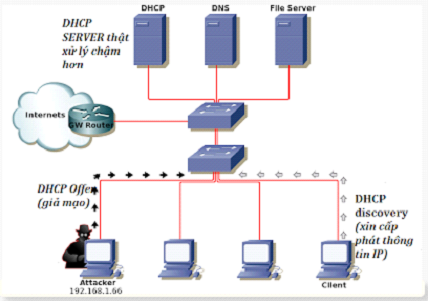 DHCP
DNS
File Server
DHCP
SERVER thật
xử lý chậm
hơn
Internets
GW Router
DHCP Offer
(giả mạo)
DHCP
discovery
(xin cấp
phát thông
tin IP)
Attacker
192.168.1.66
Client